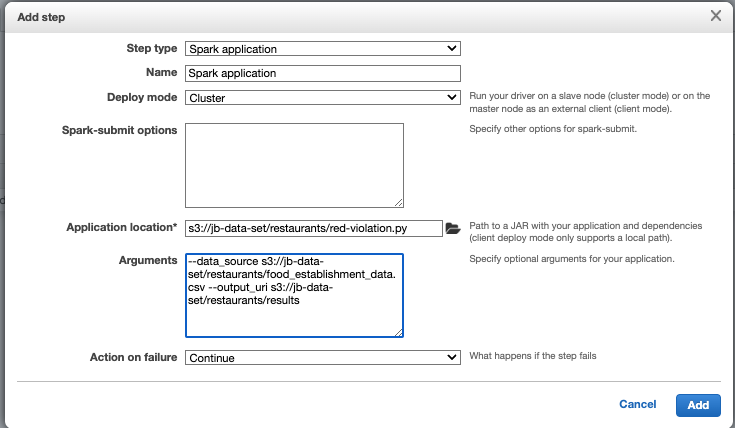 Add step
Step type
Spark application
Name
Spark application
Deploy mode
Cluster
Run your driver on a slave node (cluster mode) or on the
master node as an external client (client mode).
Spark-submit options
Specify other options for spark-submit.
Application location*
s3://jb-data-set/restaurants/red-violation.py
Path to a JAR with your application and dependencies
(client deploy mode only supports a local path).
Arguments
--data_source s3://jb-data-
set/restaurants/food_establishment_data.
csv --output_uri s3://jb-data-
set/restaurants/results
Specify optional arguments for your application.
Action on failure
Continue
What happens if the step fails
Cancel
Add